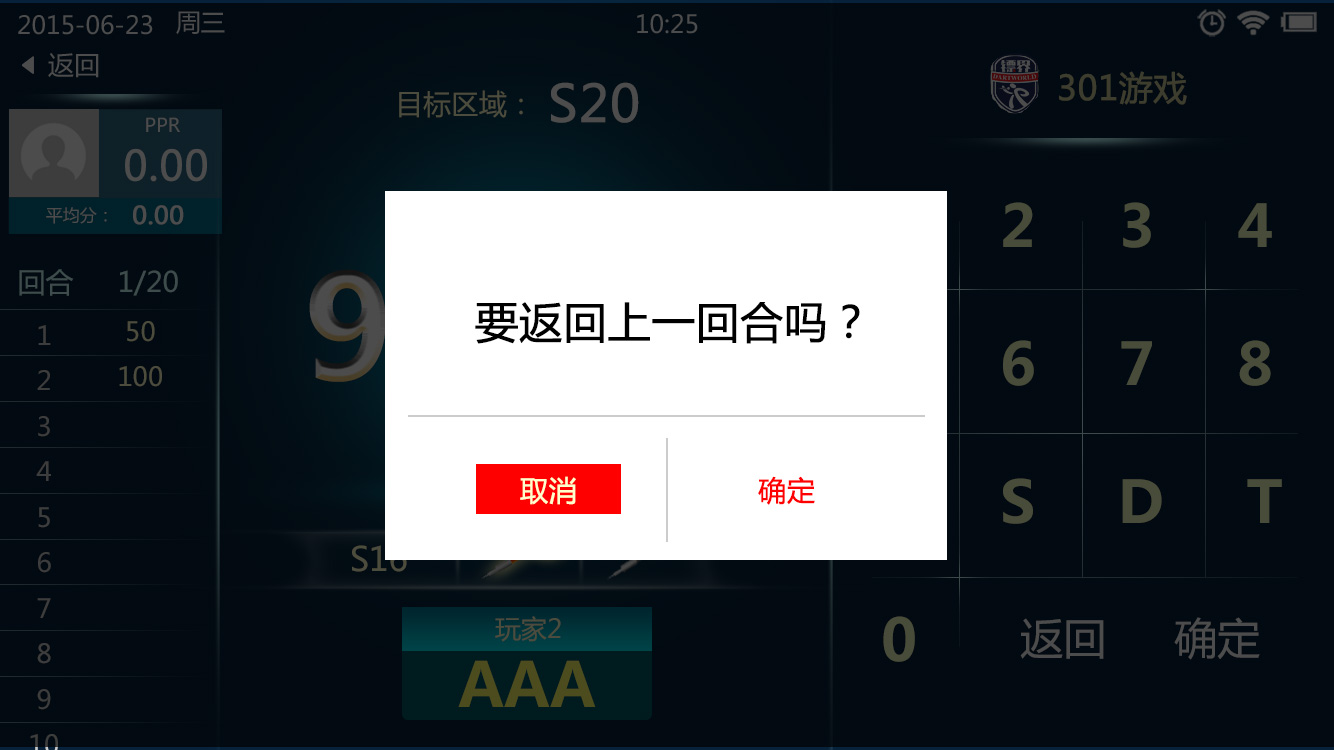 2015-06-23 周三
10:25
返回
PPR
0.00
平均分： 0.00
回合 1/20
1 50
2 100
3
4
5
6
7
8
9
10
目标区域： S20
9
要返回上一回合吗？
取消
确定
S16
玩家2
AAA
镖界
DARTWORLD
301游戏
2 3 4
6 7 8
S D T
0 返回 确定